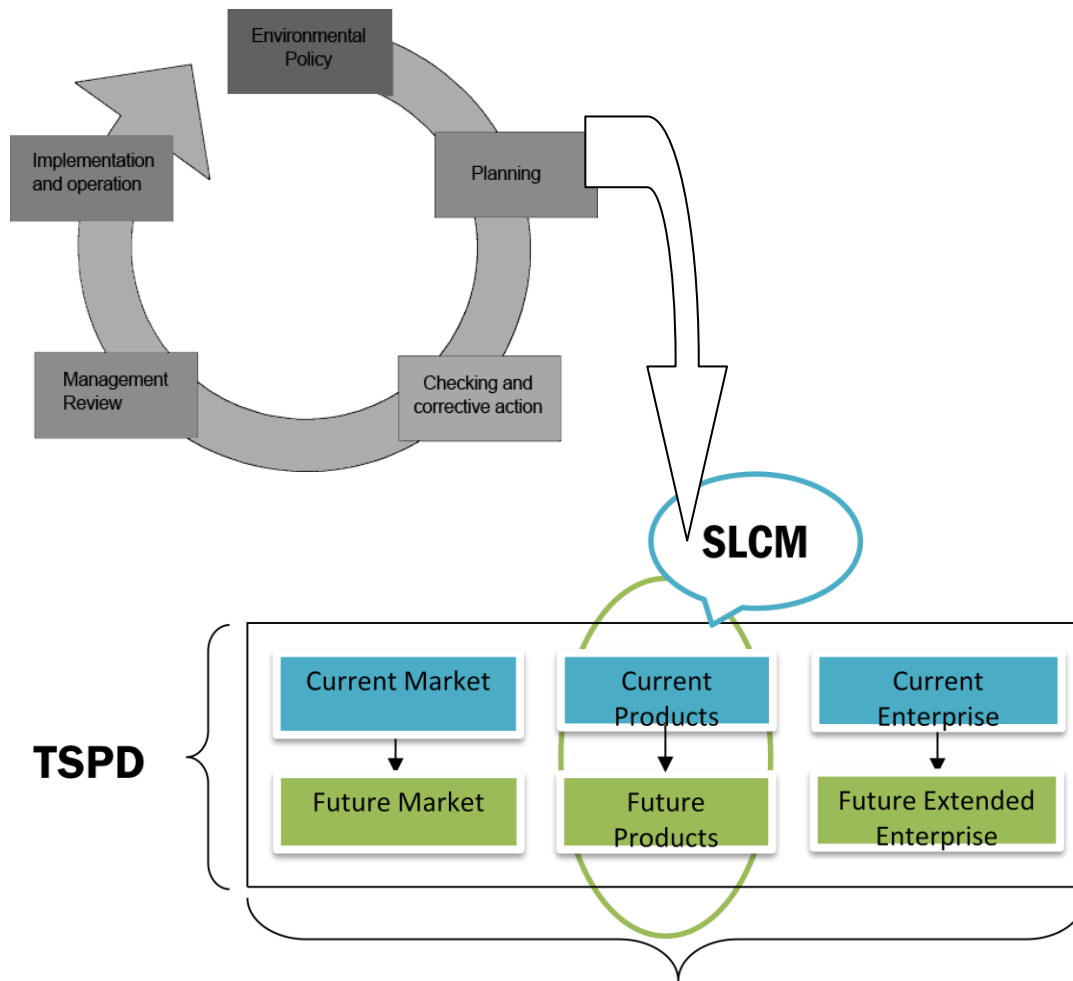 Environmental
Policy
Implementation
and operation
Planning
Management
Review
Checking and
corrective action
SLCM
TSPD
Current Market
Current
Products
Current
Enterprise
Future Market
Future
Products
Future Extended
Enterprise